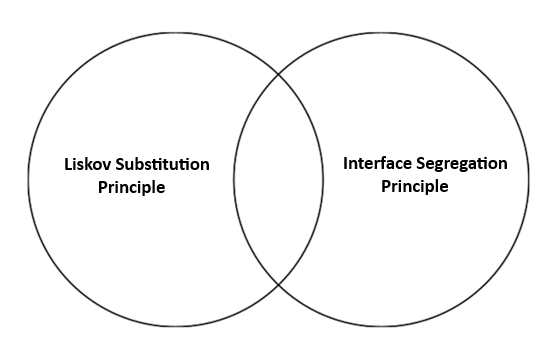 Liskov Substitution
Principle
Interface Segregation
Principle